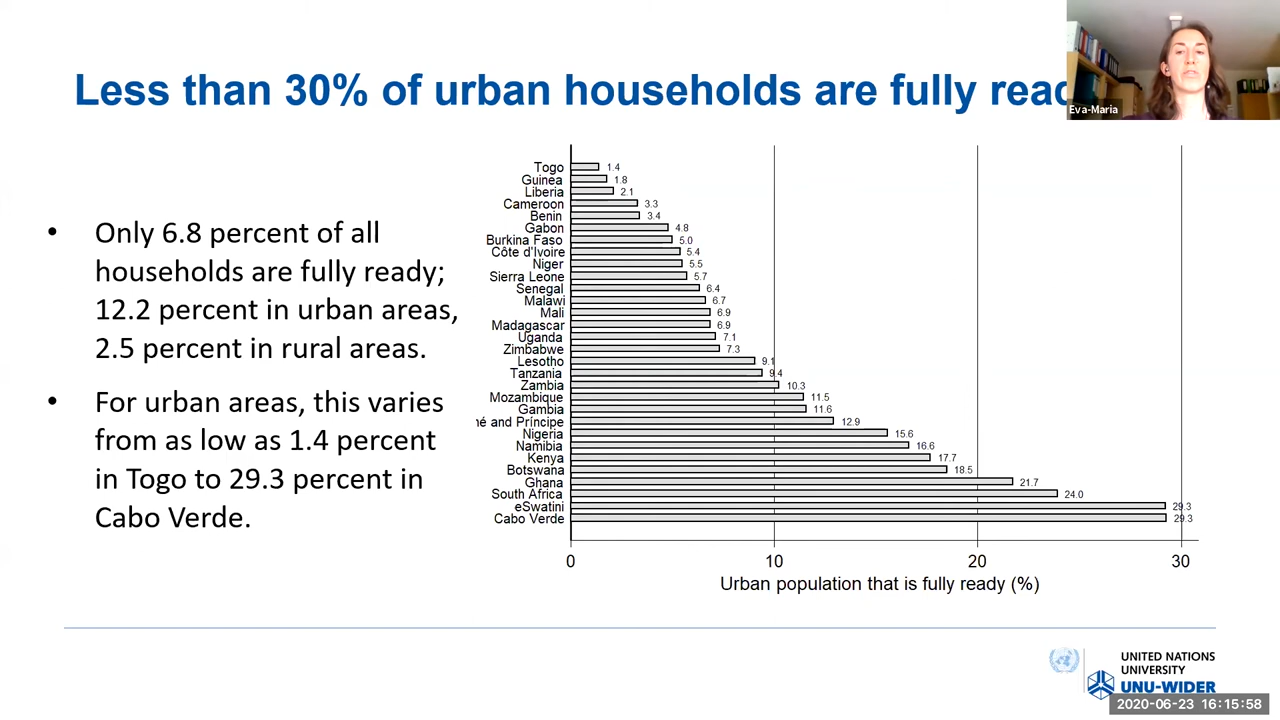 Less than 30% of urban households are fully
Eva-Maria
• Only 6.8 percent of all
households are fully ready;
12.2 percent in urban areas,
2.5 percent in rural areas.
• For urban areas, this varies
from as low as 1.4 percent
in Togo to 29.3 percent in
Cabo Verde.
Togo 1.4
Guinea 1.8
Liberia 2.1
Cameroon 3.3
Benin 3.4
Gabon 4.8
Burkina Faso 5.0
Côte d'Ivoire 5.4
Niger 5.5
Sierra Leone 5.7
Senegal 6.4
Malawi 6.7
Mali 6.9
Madagascar 6.9
Uganda 7.1
Zimbabwe 7.3
Lesotho 9.1
Tanzania 9.4
Zambia 10.3
Mozambique 11.5
Gambia 11.6
né and Príncipe 12.9
Nigeria 15.6
Namibia 16.6
Kenya 17.7
Botswana 18.5
Ghana 21.7
South Africa 24.0
eSwatini 29.3
Cabo Verde 29.3
0 10 20 30
Urban population that is fully ready (%)
UNITED NATIONS
UNIVERSITY
UNU-WIDER
2020-06-23 16:15:58